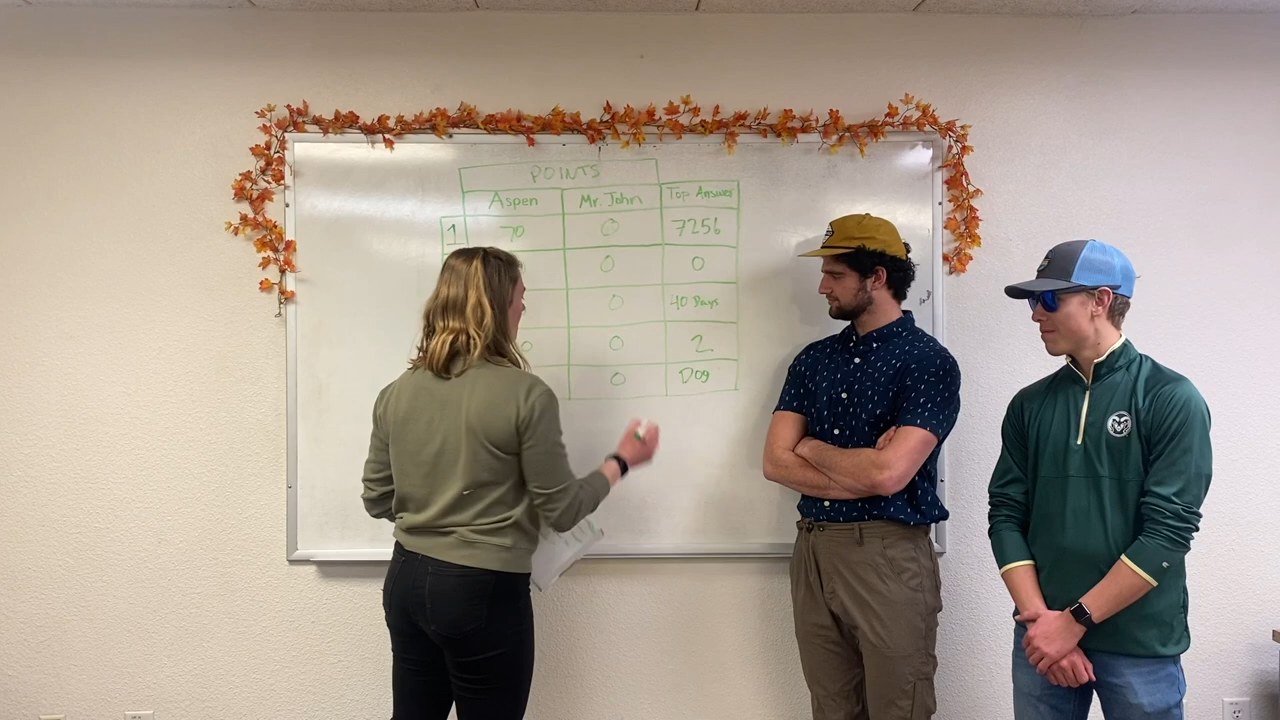 POINTS
Aspen Mr. John Top Answer
1 70 0 7256
0 0
0 40 Days
0 0 2
0 Dog